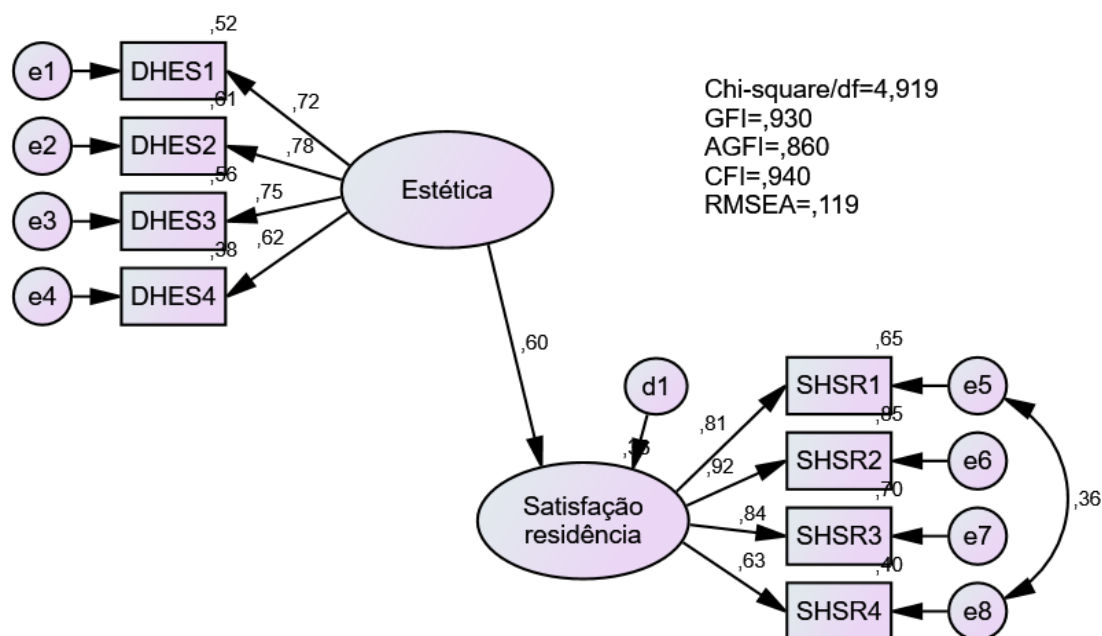 ,52
e1
DHES1
,61
,72
e2
DHES2
,78
,56
e3
DHES3
,75
,38
,62
e4
DHES4
Estética
Chi-square/df=4,919
GFI=,930
AGFI=,860
CFI=,940
RMSEA=,119
,60
d1
Satisfação
residência
,65
SHSR1
e5
,81
,85
SHSR2
e6
,92
,70
SHSR3
e7
,84
,36
,40
,63
SHSR4
e8